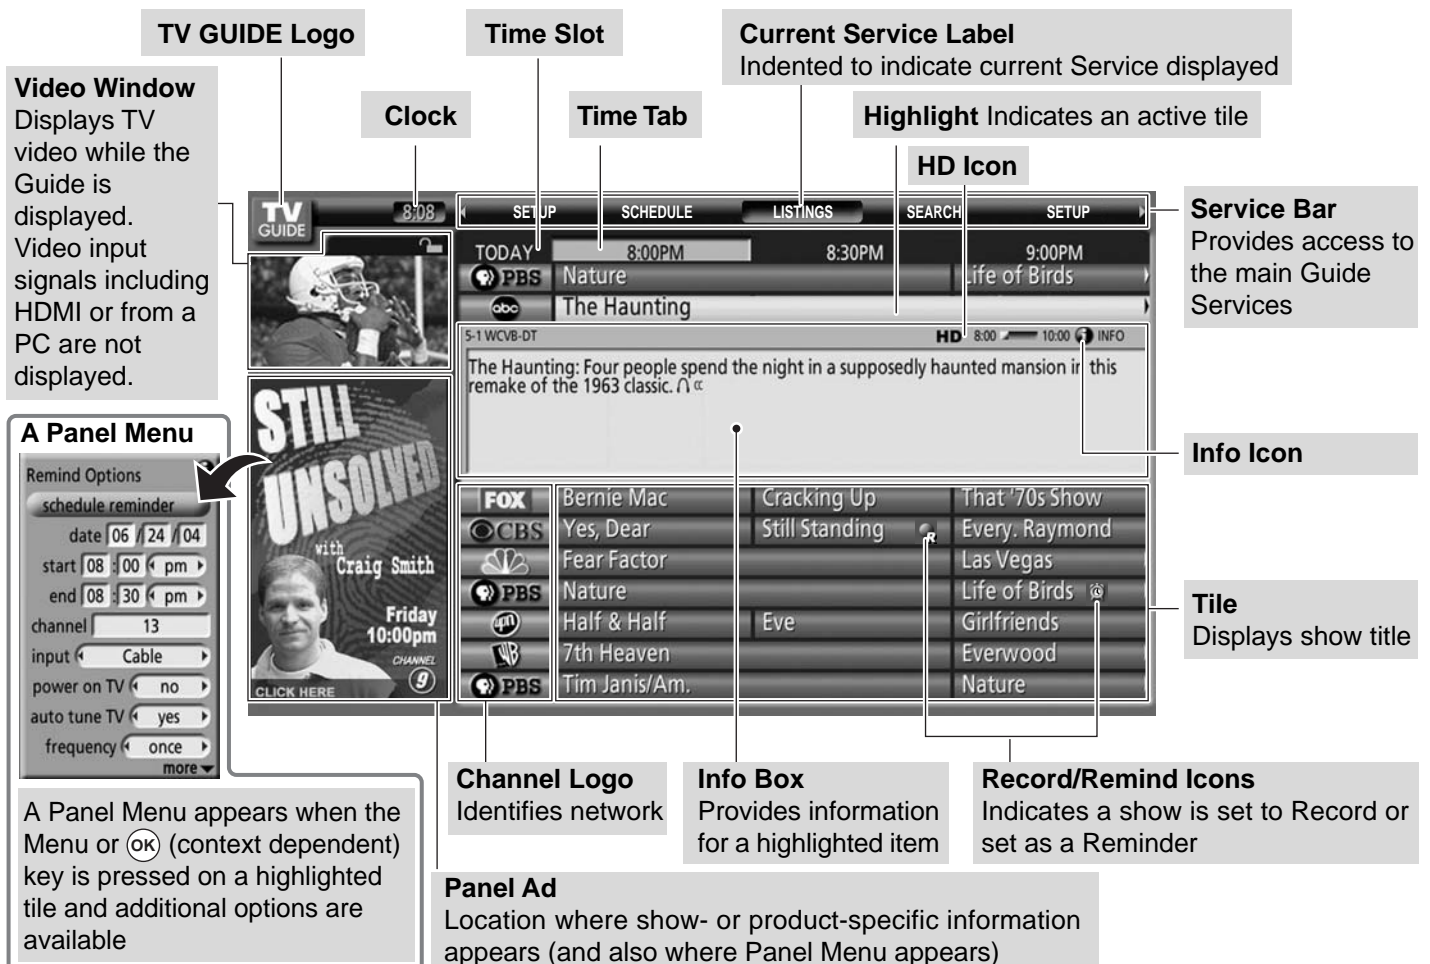 TV GUIDE Logo
Time Slot
Current Service Label
Indented to indicate current Service displayed
Video Window
Displays TV
video while the
Guide is
displayed.
Video input
signals including
HDMI or from a
PC are not
displayed.
Clock
Time Tab
Highlight Indicates an active tile
HD Icon
TV
GUIDE
8:08
SETUP SCHEDULE LISTINGS SEARCH SETUP
Service Bar
Provides access to
the main Guide
Services
TODAY 8:00PM 8:30PM 9:00PM
PBS Nature Life of Birds
abc The Haunting
5-1 WCVB-DT HD 8:00 10:00 i INFO
The Haunting: Four people spend the night in a supposedly haunted mansion in this
remake of the 1963 classic. CC
Info Icon
STILL
UNSOLVED
with
Craig Smith
Friday
10:00pm
CHANNEL
9
CLICK HERE
FOX Bernie Mac Cracking Up That '70s Show
CBS Yes, Dear Still Standing R Every. Raymond
Fear Factor Las Vegas
PBS Nature Life of Birds
UPN Half & Half Eve Girlfriends
WB 7th Heaven Everwood
PBS Tim Janis/Am. Nature
Tile
Displays show title
A Panel Menu
Remind Options
schedule reminder
date 06 / 24 / 04
start 08 : 00 pm
end 08 : 30 pm
channel 13
input Cable
power on TV no
auto tune TV yes
frequency once
more
A Panel Menu appears when the
Menu or OK (context dependent)
key is pressed on a highlighted
tile and additional options are
available
Channel Logo
Identifies network
Info Box
Provides information
for a highlighted item
Record/Remind Icons
Indicates a show is set to Record or
set as a Reminder
Panel Ad
Location where show- or product-specific information
appears (and also where Panel Menu appears)